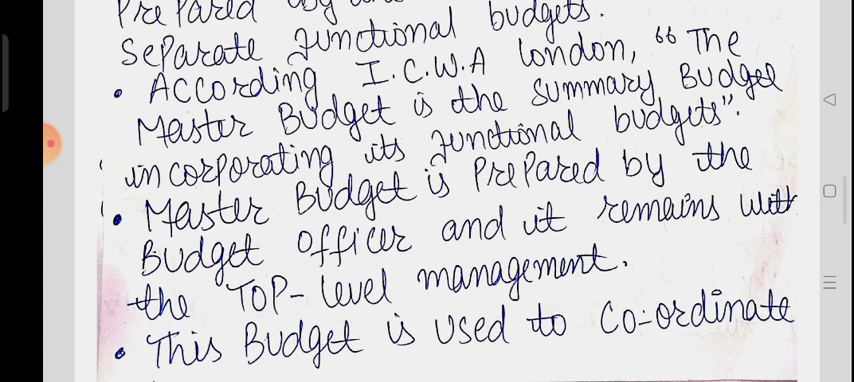 Prepared by
Separate functional budgets.
• According I.C.W.A london, “The
Master Budget is the summary Budget
incorporating its functional budgets”.
• Master Budget is Prepared by the
Budget officer and it remains with
the Top-level management.
• This Budget is used to co-ordinate